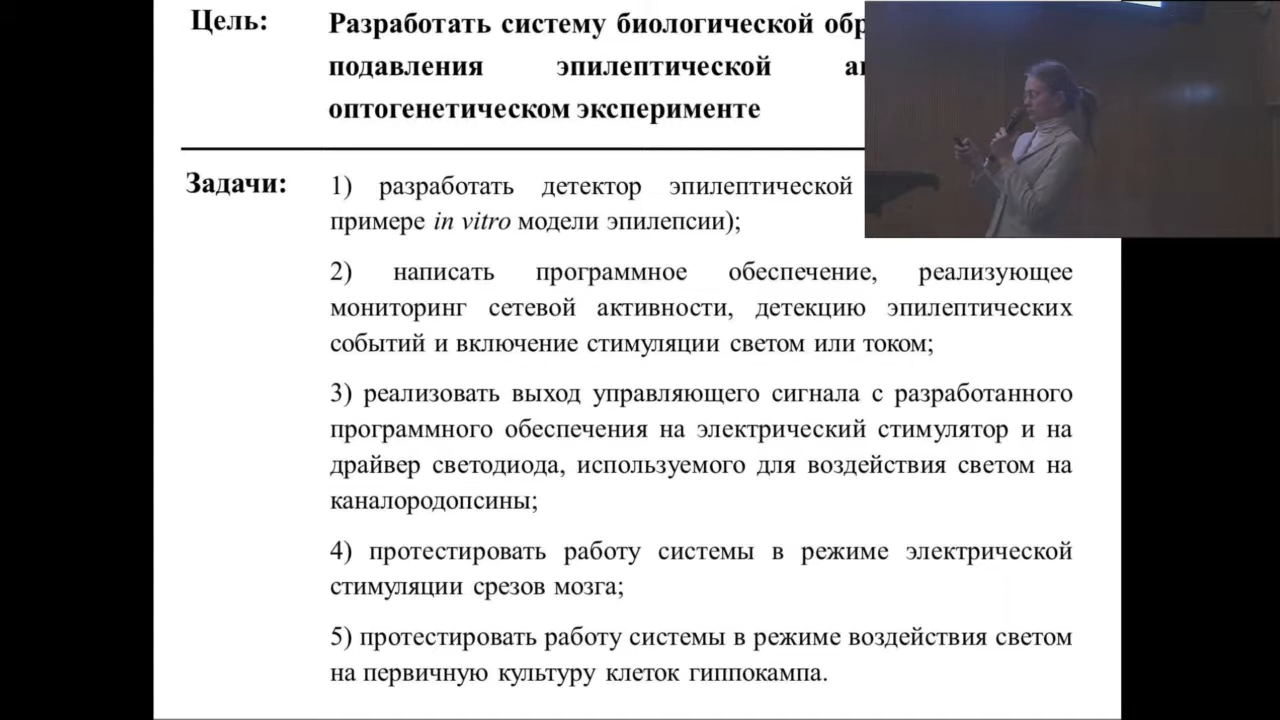 Цель:
Разработать систему биологической
подавления эпилептической
оптогенетическом эксперименте
Задачи:
1) разработать детектор эпилептической
примере in vitro модели эпилепсии);
2) написать программное обеспечение, реализующее
мониторинг сетевой активности, детекцию эпилептических
событий и включение стимуляции светом или током;
3) реализовать выход управляющего сигнала с разработанного
программного обеспечения на электрический стимулятор и на
драйвер светодиода, используемого для воздействия светом на
каналородопсины;
4) протестировать работу системы в режиме электрической
стимуляции срезов мозга;
5) протестировать работу системы в режиме воздействия светом
на первичную культуру клеток гиппокампа.